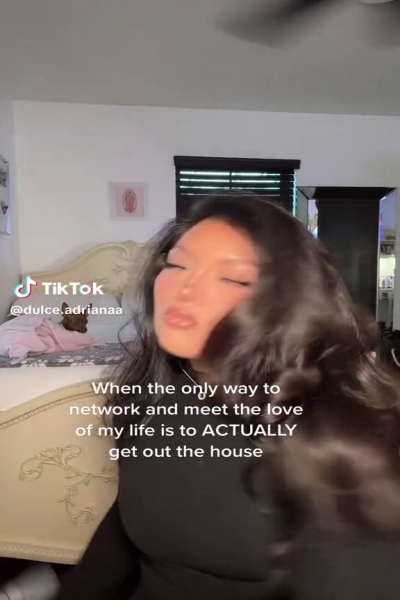 TikTok
@dulce.adrianaa
When the only way to
network and meet the love
of my life is to ACTUALLY
get out the house